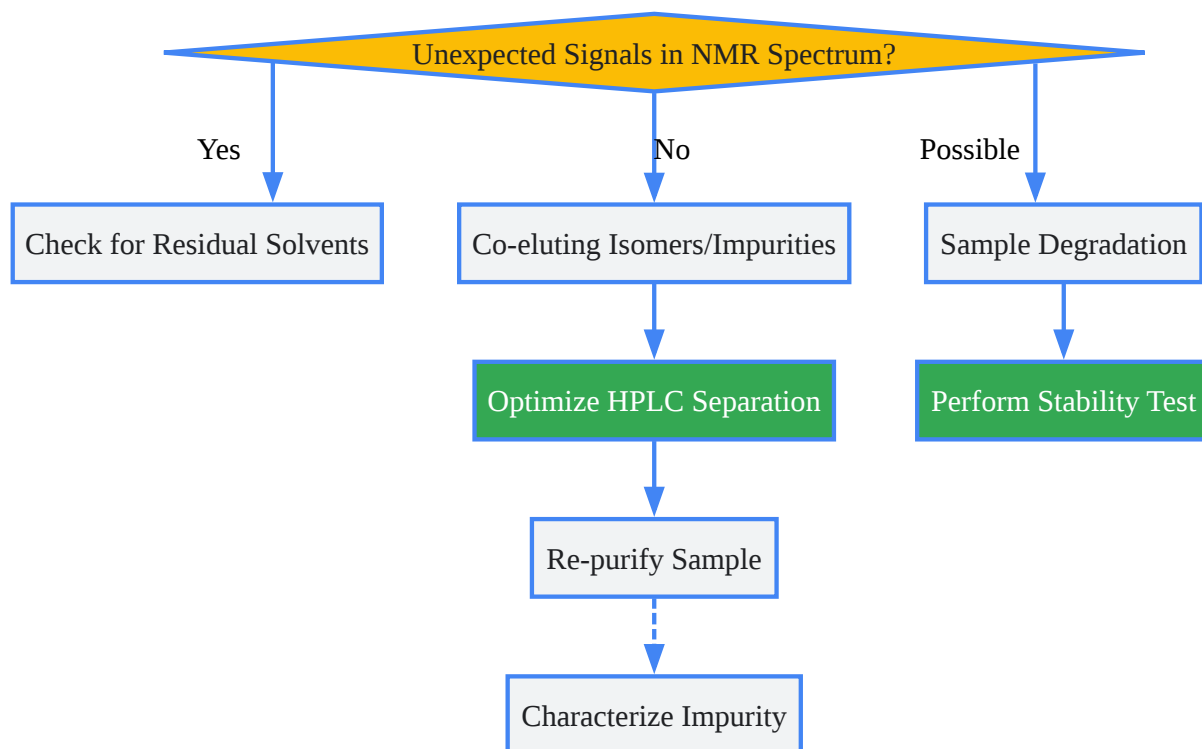 Unexpected Signals in NMR Spectrum?
Yes
No
Possible
Check for Residual Solvents
Co-eluting Isomers/Impurities
Sample Degradation
Optimize HPLC Separation
Perform Stability Test
Re-purify Sample
Characterize Impurity